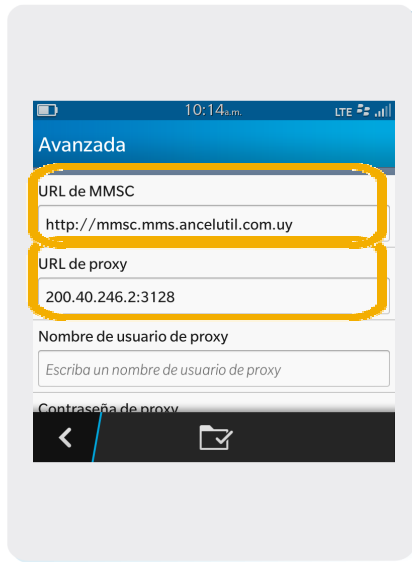 10:14a.m.
LTE
Avanzada
URL de MMSC
http://mmsc.mms.ancelutil.com.uy
URL de proxy
200.40.246.2:3128
Nombre de usuario de proxy
Escriba un nombre de usuario de proxy
Contraseña de proxy